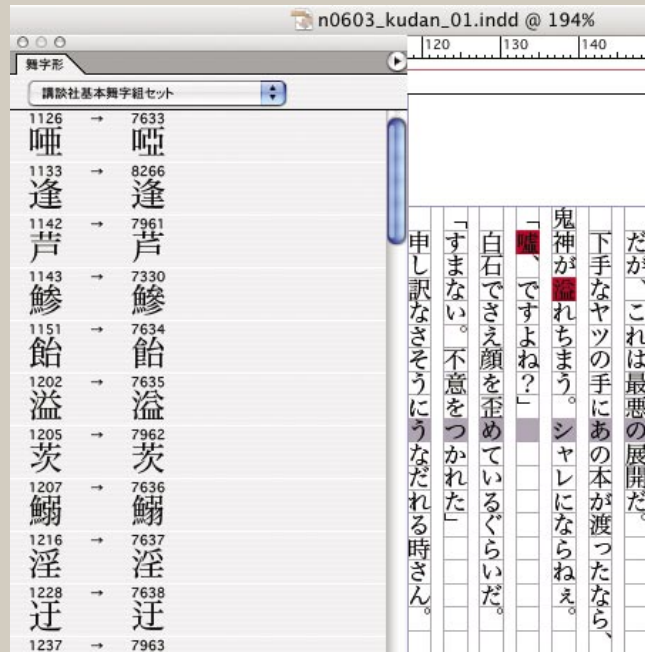 n0603_kudan_01.indd @ 194%
舞字形
講談社基本舞字組セット
1126 → 7633
唖 啞
1133 → 8266
逢 逢
1142 → 7961
芦 芦
1143 → 7330
鯵 鰺
1151 → 7634
飴 飴
1202 → 7635
溢 溢
1205 → 7962
茨 茨
1207 → 7636
鰯 鰯
1216 → 7637
淫 淫
1228 → 7638
迂 迂
1237 → 7963
120 130 140
だが、これは最悪の展開だ。
下手なヤツの手にあの本が渡ったなら、
鬼神が溢れちまう。シャレにならねぇ。
「嘘、ですよね？」
白石でさえ顔を歪めているぐらいだ。
「すまない。不意をつかれた」
申し訳なさそうにうなだれる時さん。